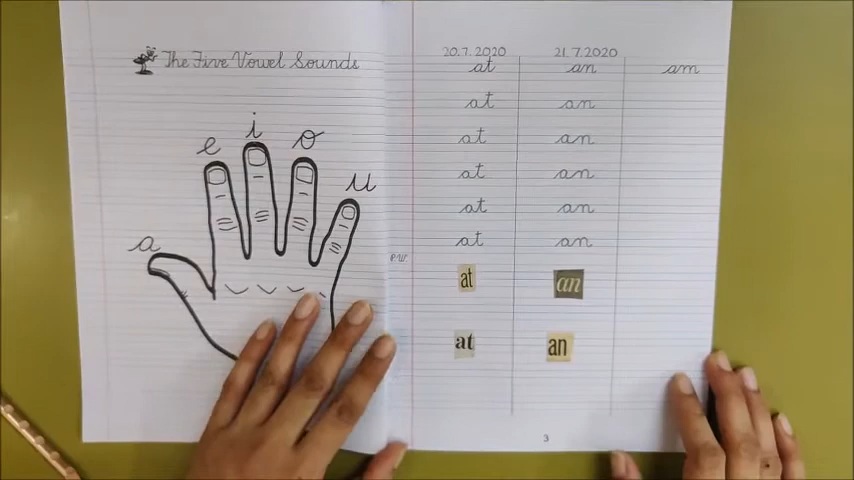 The Five Vowel Sounds
e i o
u
a
20.7.2020 21.7.2020
at an am
at an
at an
at an
at an
at an
P.W.
at an
at an
3